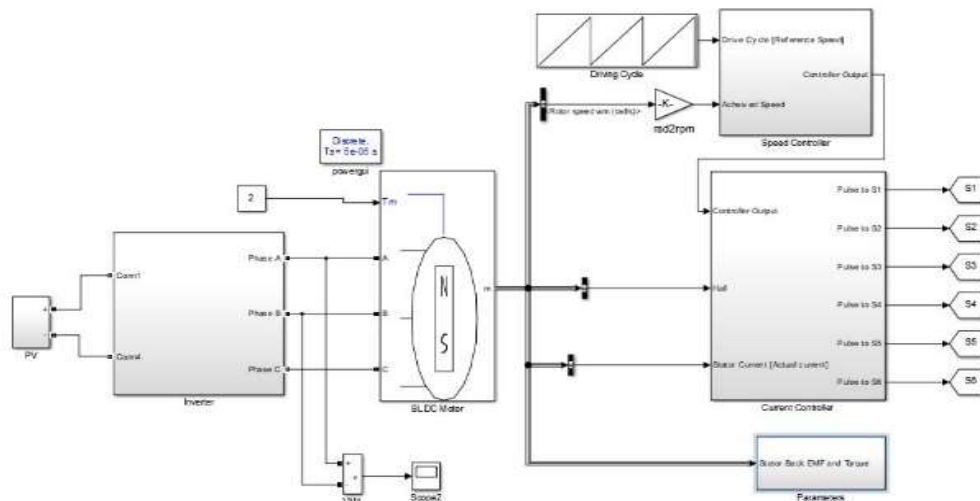 Drive Cycle [Reference Speed]
Controller Output
Driving Cycle
<Rotor speed wm (rad/s)>
-K-
Acheived Speed
rad2rpm
Speed Controller
Discrete,
powergui
2
Tm
Pulse to S1
S1
Controller Output
Pulse to S2
S2
Phase A
A
Conn1
N
m
Hall
Pulse to S3
S3
Pulse to S4
S4
+
-
PV
Phase B
B
S
Pulse to S5
S5
Stator Current [Actual current]
Phase C
C
Pulse to S6
S6
Inverter
BLDC Motor
Current Controller
Stator Back EMF and Torque
Scope2
Parameters